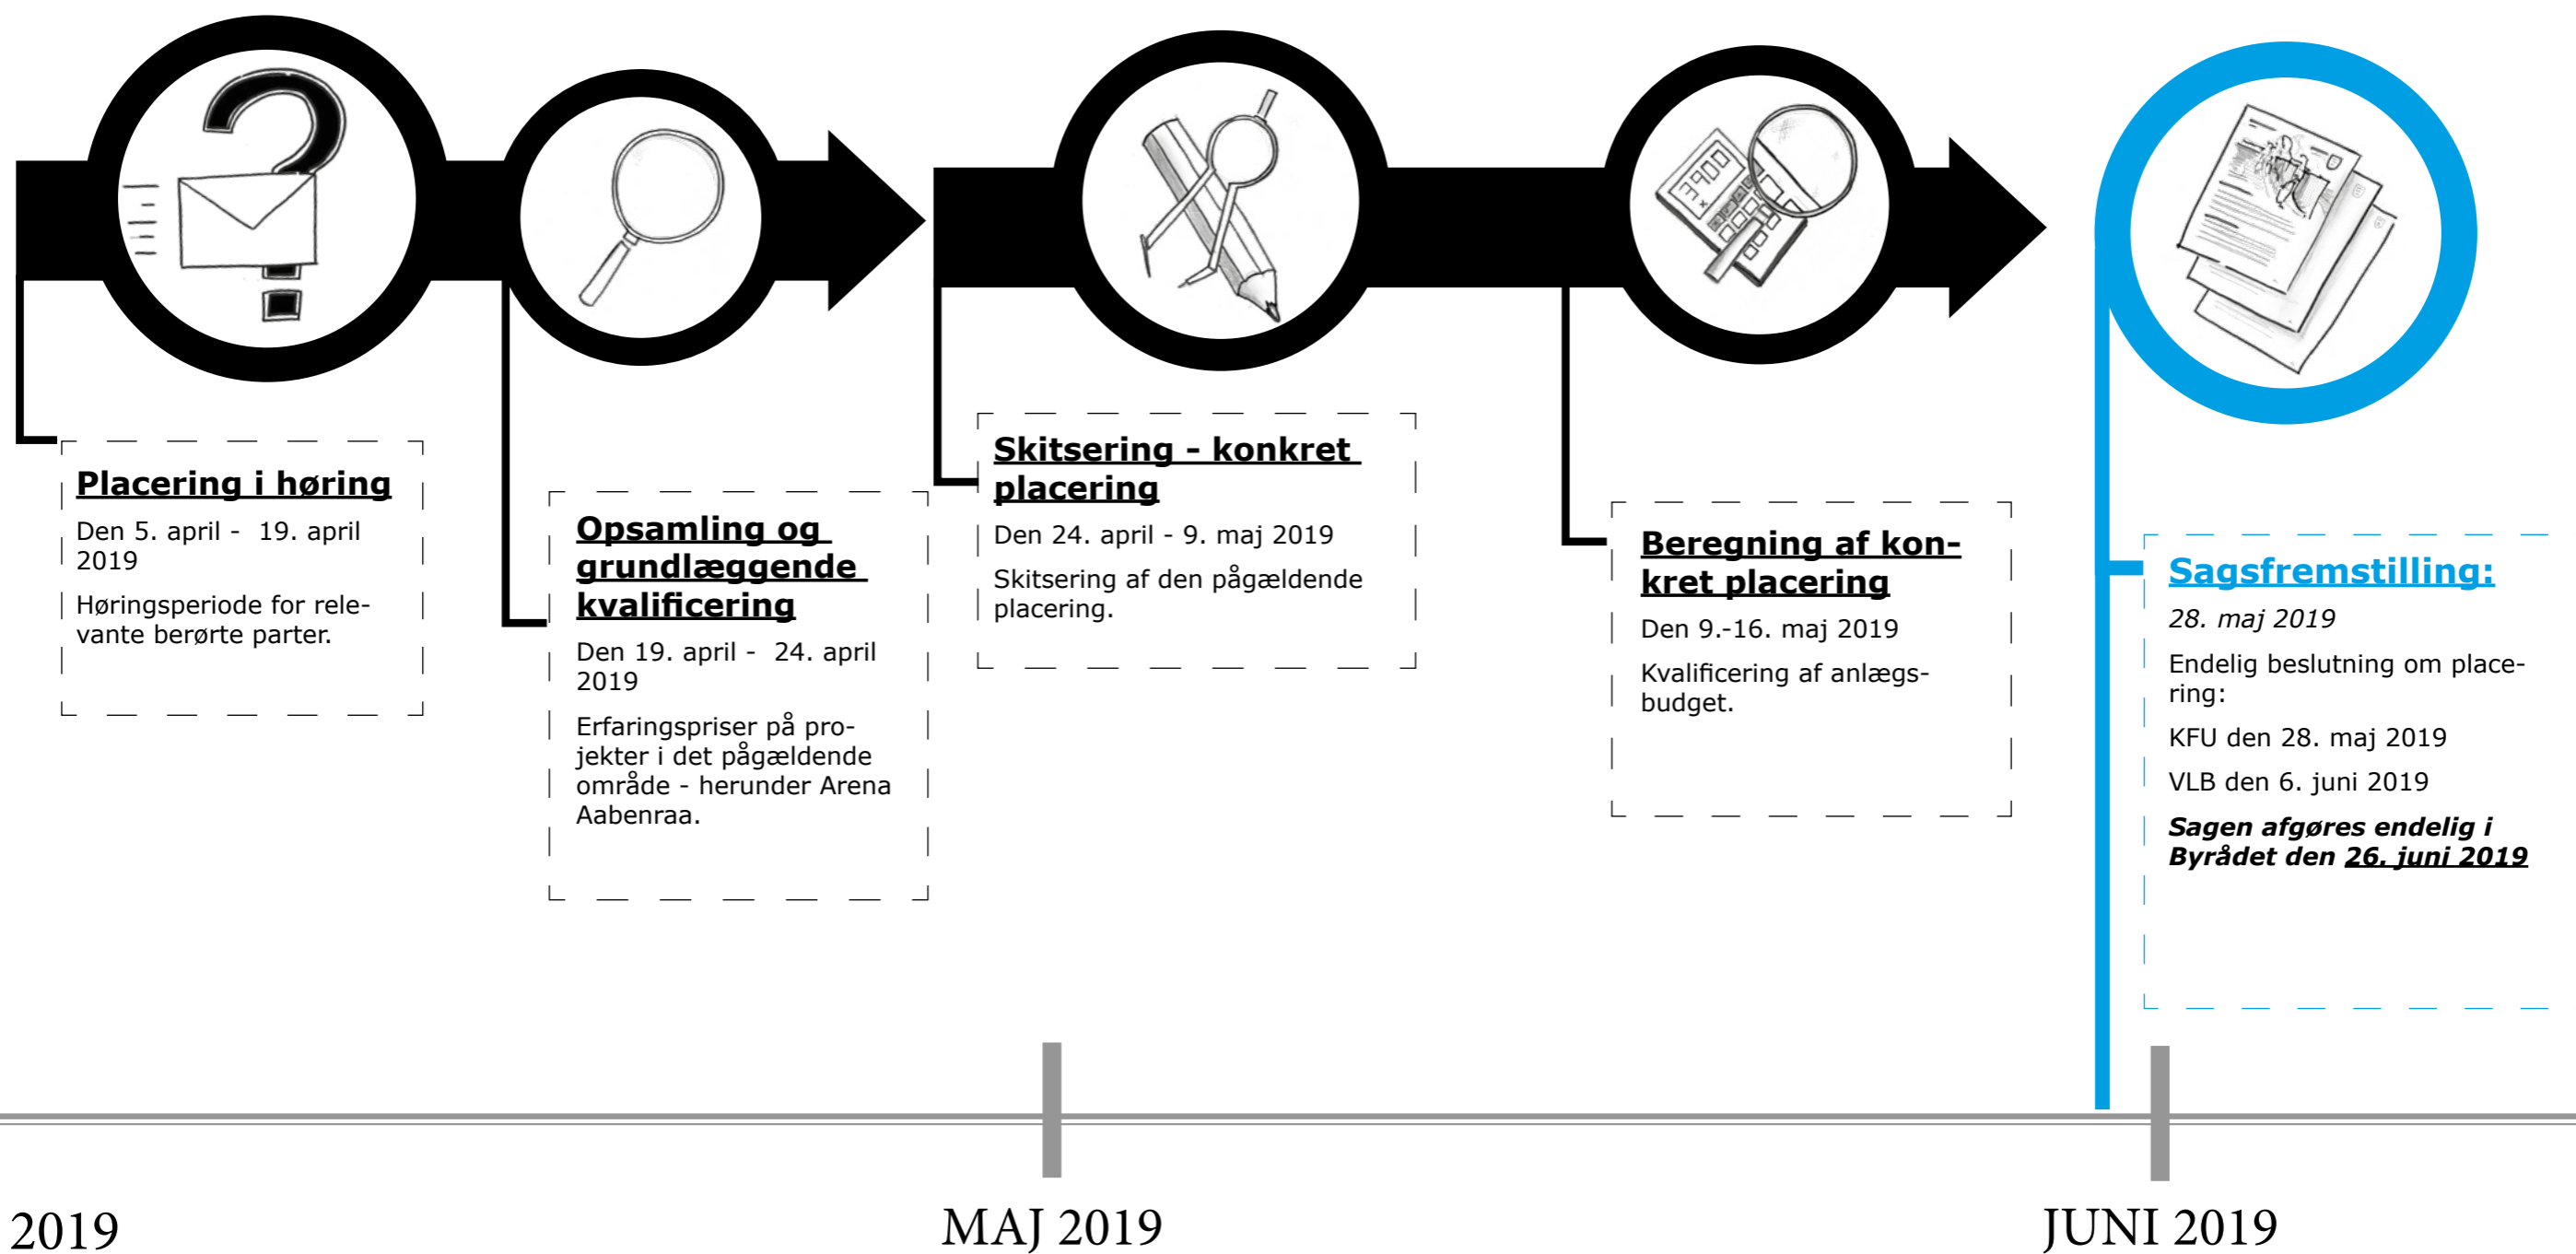 Placering i høring
Den 5. april - 19. april
2019
Høringsperiode for rele-
vante berørte parter.
Opsamling og
grundlæggende
kvalificering
Den 19. april - 24. april
2019
Erfaringspriser på pro-
jekter i det pågældende
område - herunder Arena
Aabenraa.
Skitsering - konkret
placering
Den 24. april - 9. maj 2019
Skitsering af den pågældende
placering.
Beregning af kon-
kret placering
Den 9.-16. maj 2019
Kvalificering af anlægs-
budget.
Sagsfremstilling:
28. maj 2019
Endelig beslutning om place-
ring:
KFU den 28. maj 2019
VLB den 6. juni 2019
Sagen afgøres endelig i
Byrådet den 26. juni 2019
2019
MAJ 2019
JUNI 2019